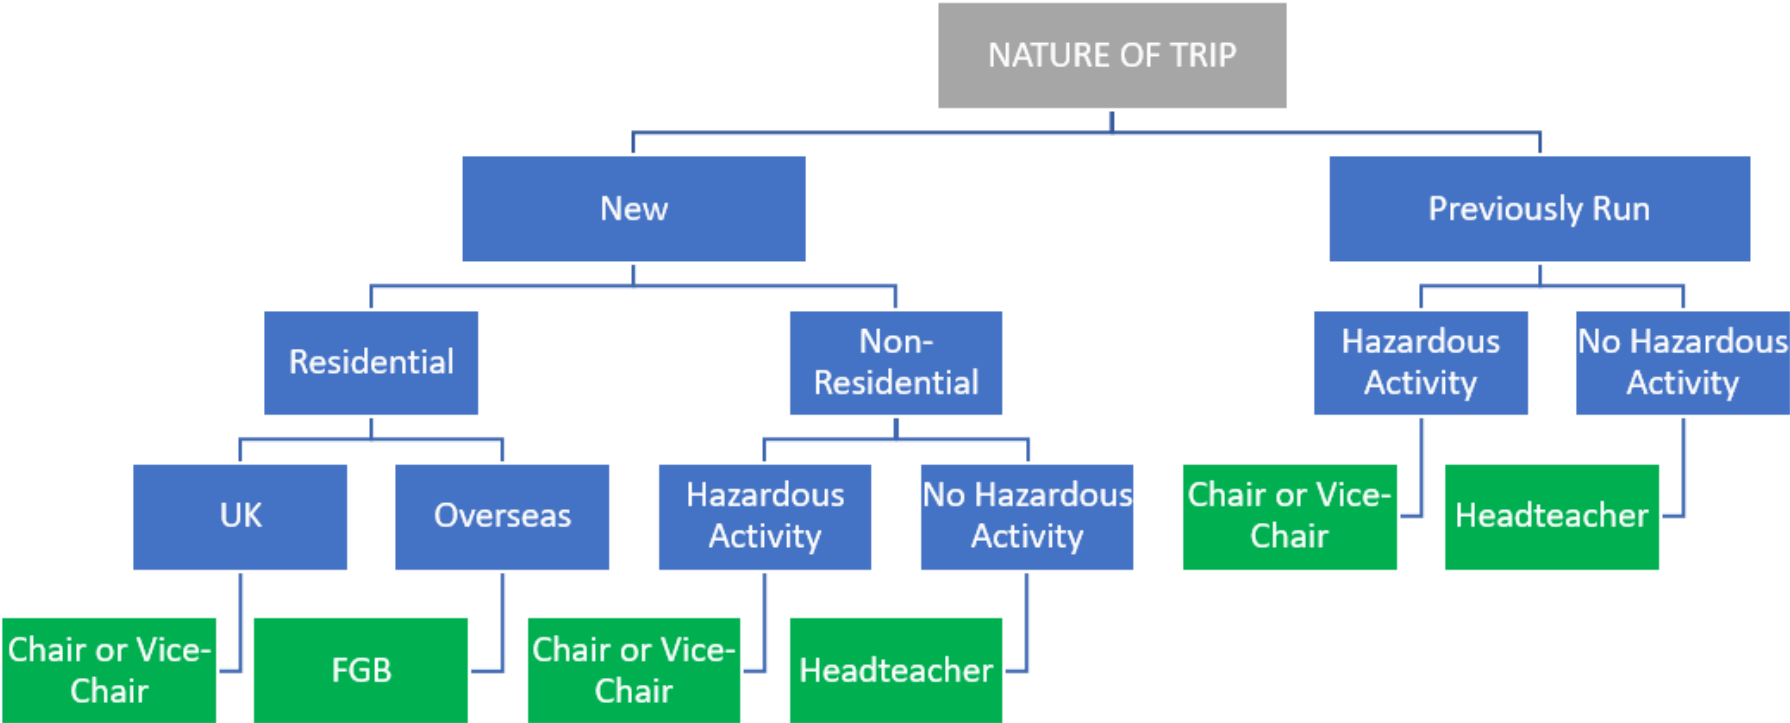 NATURE OF TRIP
New
Previously Run
Residential
Non-
Residential
Hazardous
Activity
No Hazardous
Activity
UK
Overseas
Hazardous
Activity
No Hazardous
Activity
Chair or Vice-
Chair
Headteacher
Chair or Vice-
Chair
FGB
Chair or Vice-
Chair
Headteacher